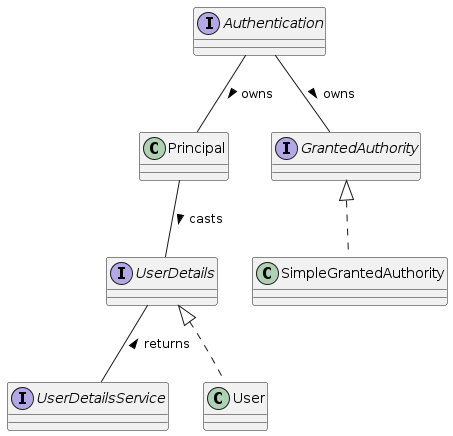 I Authentication
owns
owns
C Principal
I GrantedAuthority
casts
I UserDetails
C SimpleGrantedAuthority
returns
I UserDetailsService
C User